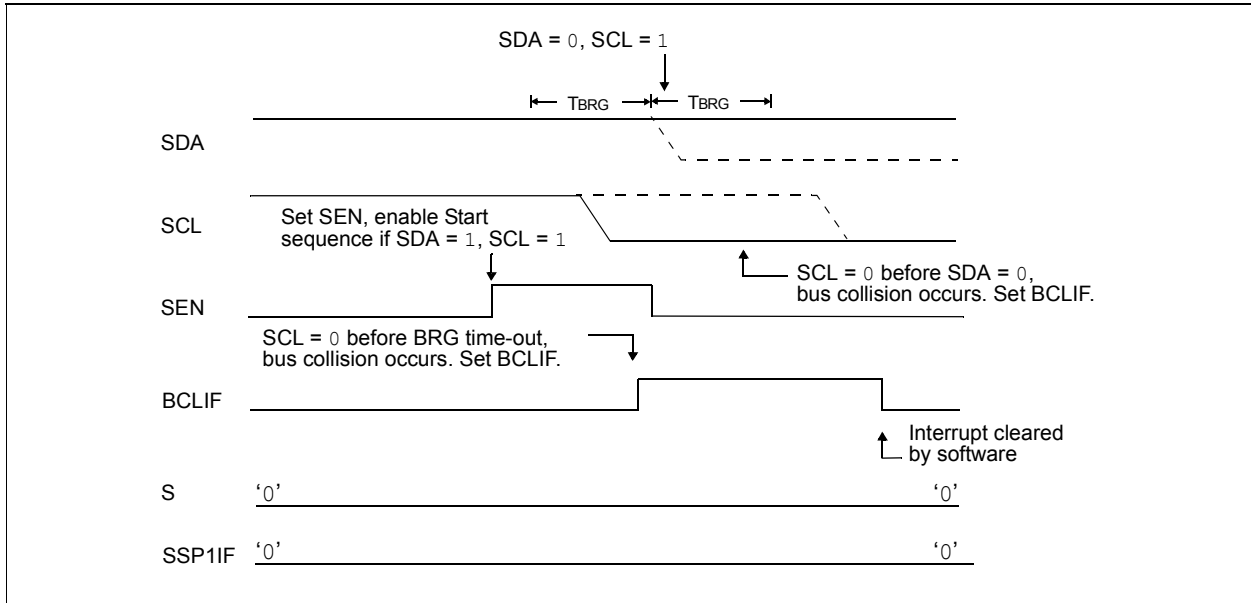 SDA = 0, SCL = 1
TBRG TBRG
SDA
SCL
Set SEN, enable Start
sequence if SDA = 1, SCL = 1
SCL = 0 before SDA = 0,
bus collision occurs. Set BCLIF.
SEN
SCL = 0 before BRG time-out,
bus collision occurs. Set BCLIF.
BCLIF
Interrupt cleared
by software
S ‘0’ ‘0’
SSP1IF ‘0’ ‘0’